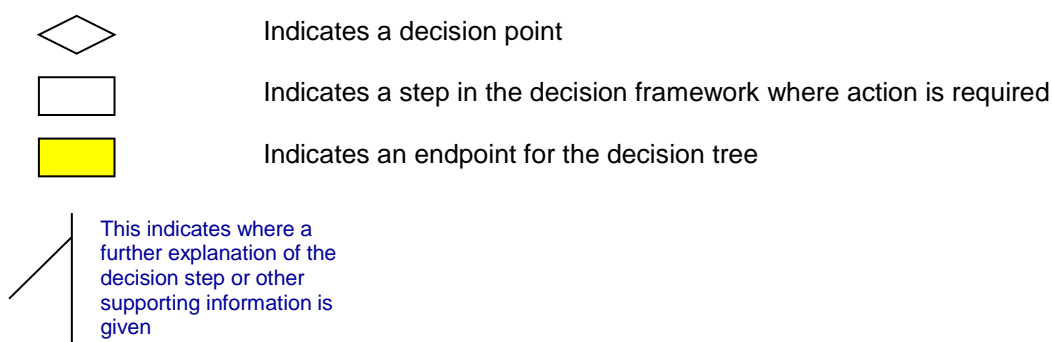 Indicates a decision point
Indicates a step in the decision framework where action is required
Indicates an endpoint for the decision tree
This indicates where a
further explanation of the
decision step or other
supporting information is
given